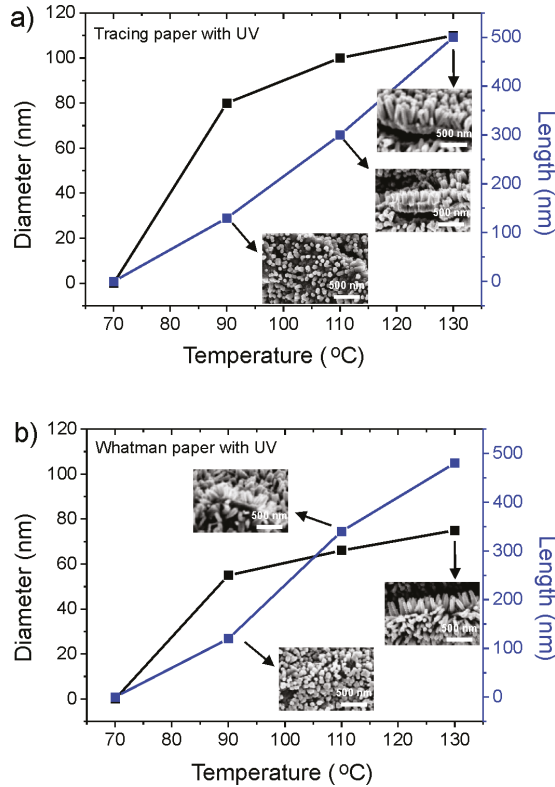 a)
Tracing paper with UV
120
100
80
60
40
20
0
Diameter (nm)
500
400
300
200
100
0
Length (nm)
500 nm
500 nm
500 nm
70 80 90 100 110 120 130
Temperature (ºC)
b)
Whatman paper with UV
120
100
80
60
40
20
0
Diameter (nm)
500
400
300
200
100
0
Length (nm)
500 nm
500 nm
500 nm
70 80 90 100 110 120 130
Temperature (ºC)